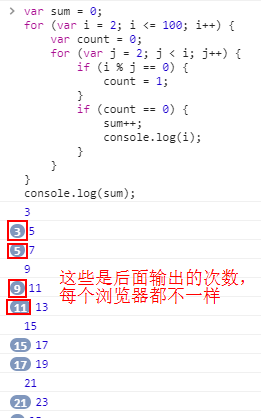 > var sum = 0;
for (var i = 2; i <= 100; i++) {
    var count = 0;
    for (var j = 2; j < i; j++) {
        if (i % j == 0) {
            count = 1;
        }
        if (count == 0) {
            sum++;
            console.log(i);
        }
    }
}
console.log(sum);
3
3 5
5 7
9
9 11
11 13
15
15 17
17 19
21
21 23
这些是后面输出的次数，
每个浏览器都不一样